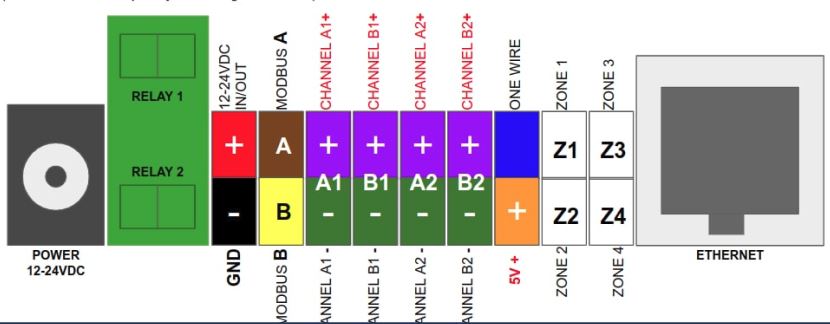 12-24VDC
IN/OUT
MODBUS A
CHANNEL A1+
CHANNEL B1+
CHANNEL A2+
CHANNEL B2+
ONE WIRE
ZONE 1
ZONE 3
RELAY 1
RELAY 2
+ A + + + + Z1 Z3
A1 B1 A2 B2
- B - - - - + Z2 Z4
POWER
12-24VDC
GND
MODBUS B
ANNEL A1 -
ANNEL B1 -
ANNEL A2 -
ANNEL B2 -
5V +
ZONE 2
ZONE 4
ETHERNET